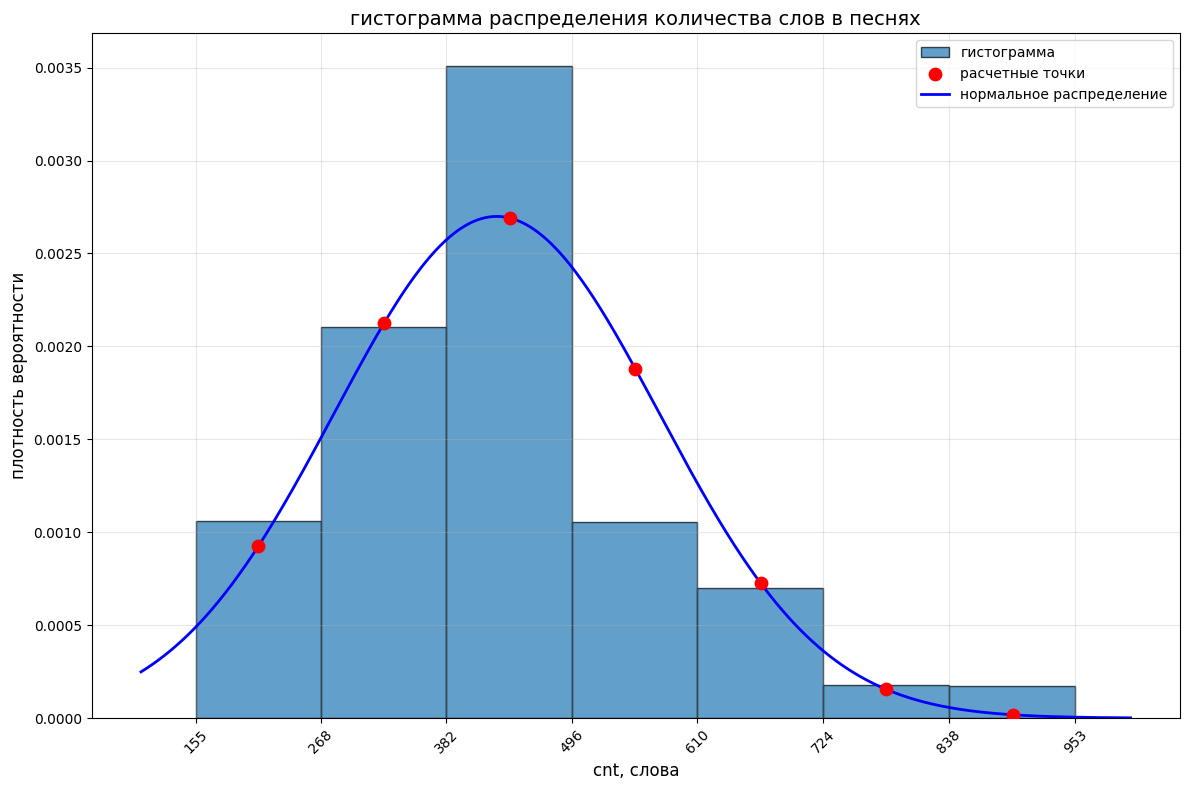 гистограмма распределения количества слов в песнях
гистограмма
расчетные точки
нормальное распределение
плотность вероятности
0.0035
0.0030
0.0025
0.0020
0.0015
0.0010
0.0005
0.0000
155
268
382
496
610
724
838
953
cnt, слова